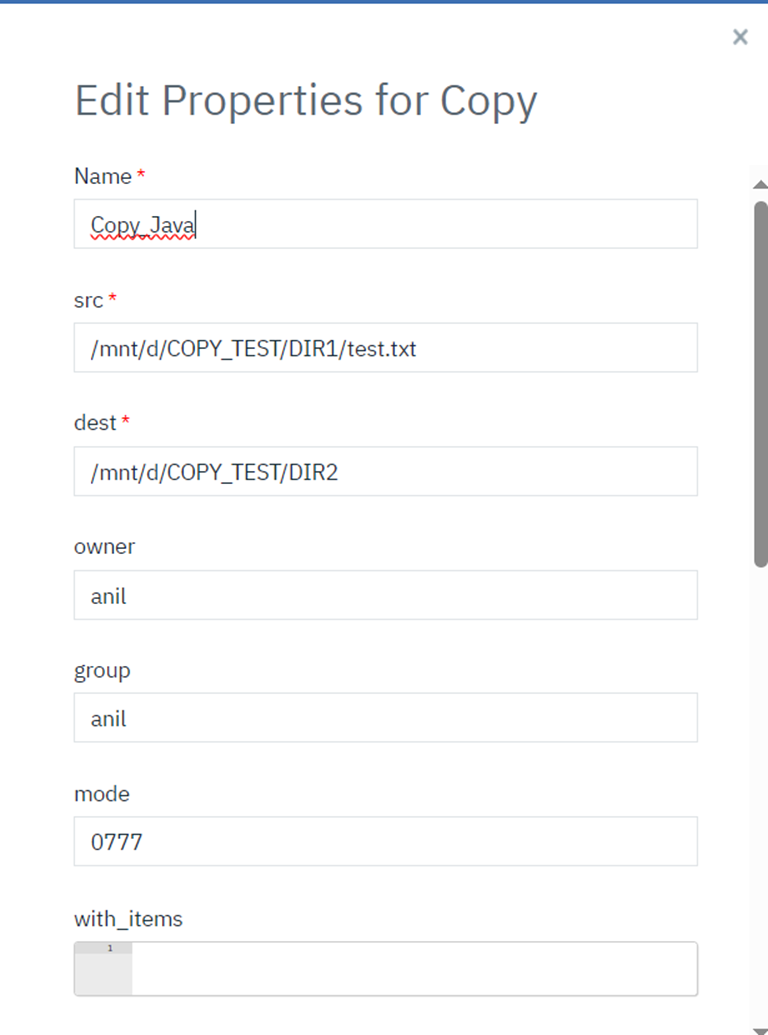 ×
Edit Properties for Copy
Name *
Copy_Java
src *
/mnt/d/COPY_TEST/DIR1/test.txt
dest *
/mnt/d/COPY_TEST/DIR2
owner
anil
group
anil
mode
0777
with_items
1